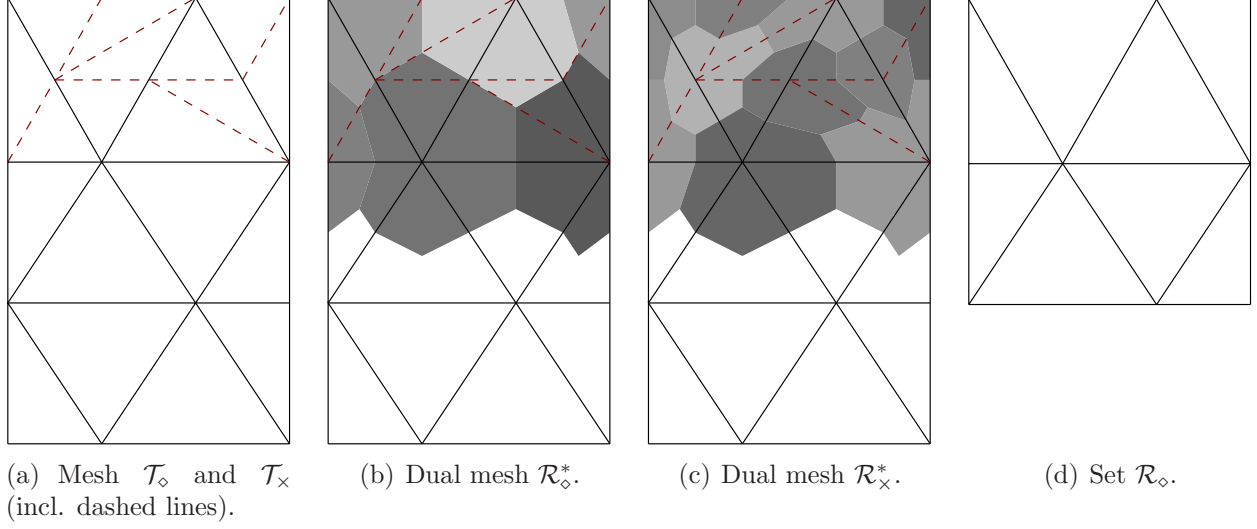 (a) Mesh 𝒯⋄ and 𝒯× (b) Dual mesh ℛ⋄*. (c) Dual mesh ℛ×*. (d) Set ℛ⋄.
(incl. dashed lines).